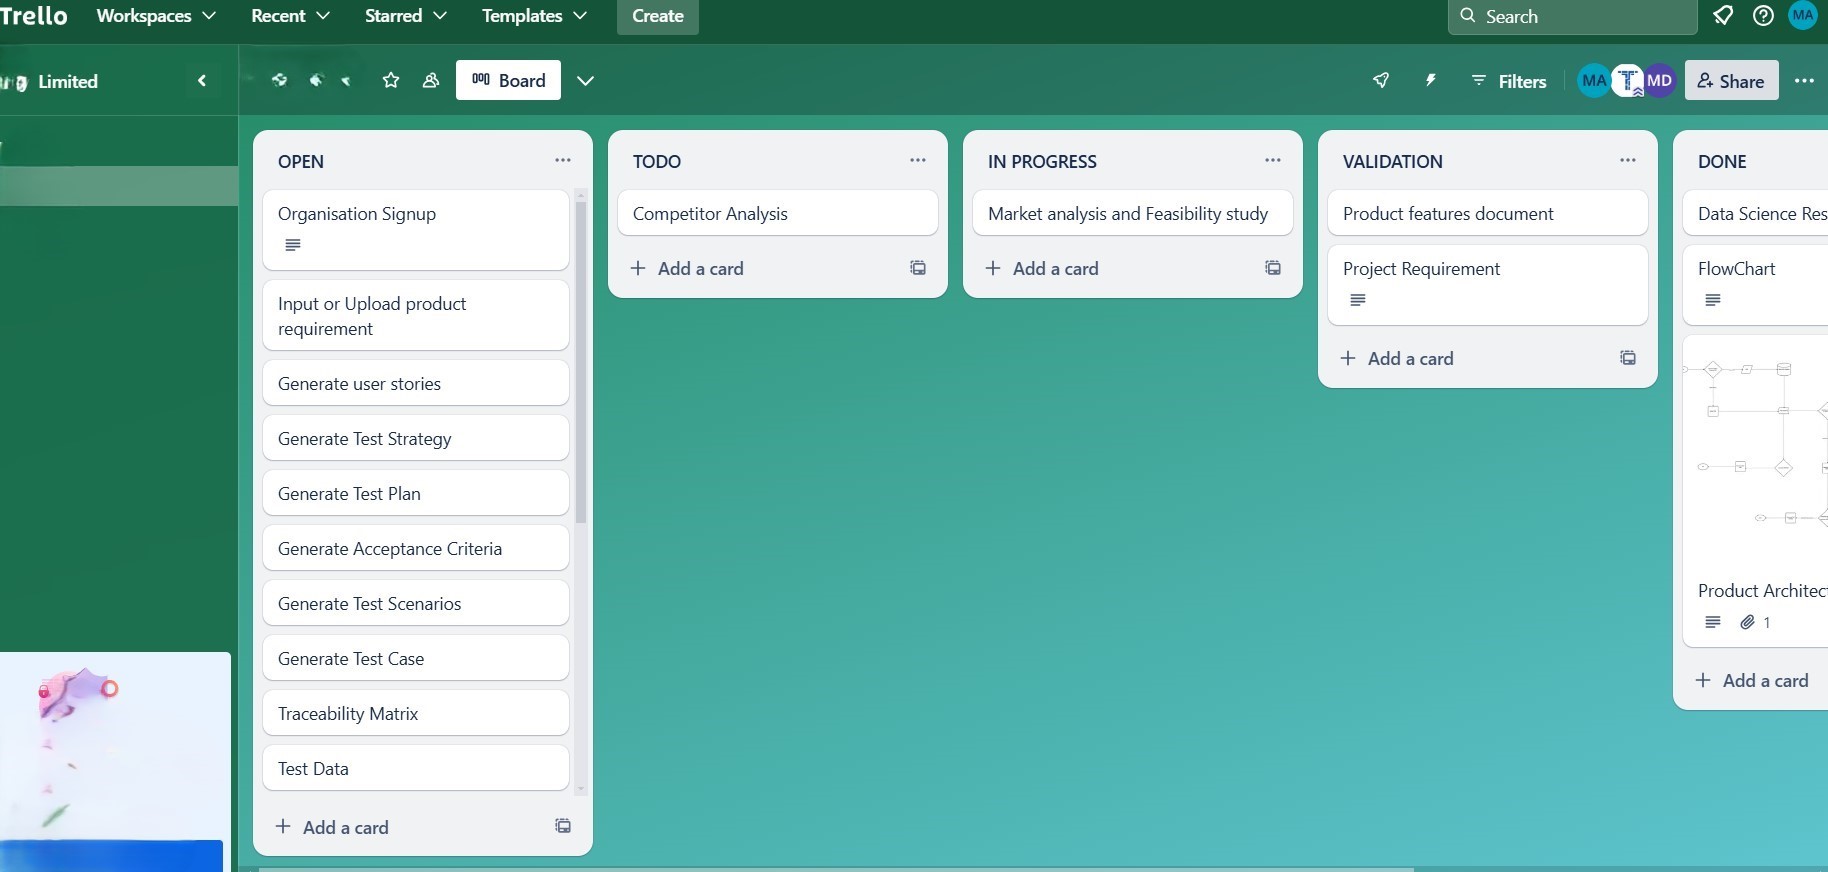 Trello
Workspaces
Recent
Starred
Templates
Create
Search
MA
Limited
Board
Filters
MA
T
MD
Share
OPEN
Organisation Signup
Input or Upload product
requirement
Generate user stories
Generate Test Strategy
Generate Test Plan
Generate Acceptance Criteria
Generate Test Scenarios
Generate Test Case
Traceability Matrix
Test Data
+ Add a card
TODO
Competitor Analysis
+ Add a card
IN PROGRESS
Market analysis and Feasibility study
+ Add a card
VALIDATION
Product features document
Project Requirement
+ Add a card
DONE
Data Science Res
FlowChart
Product Architec
1
+ Add a card